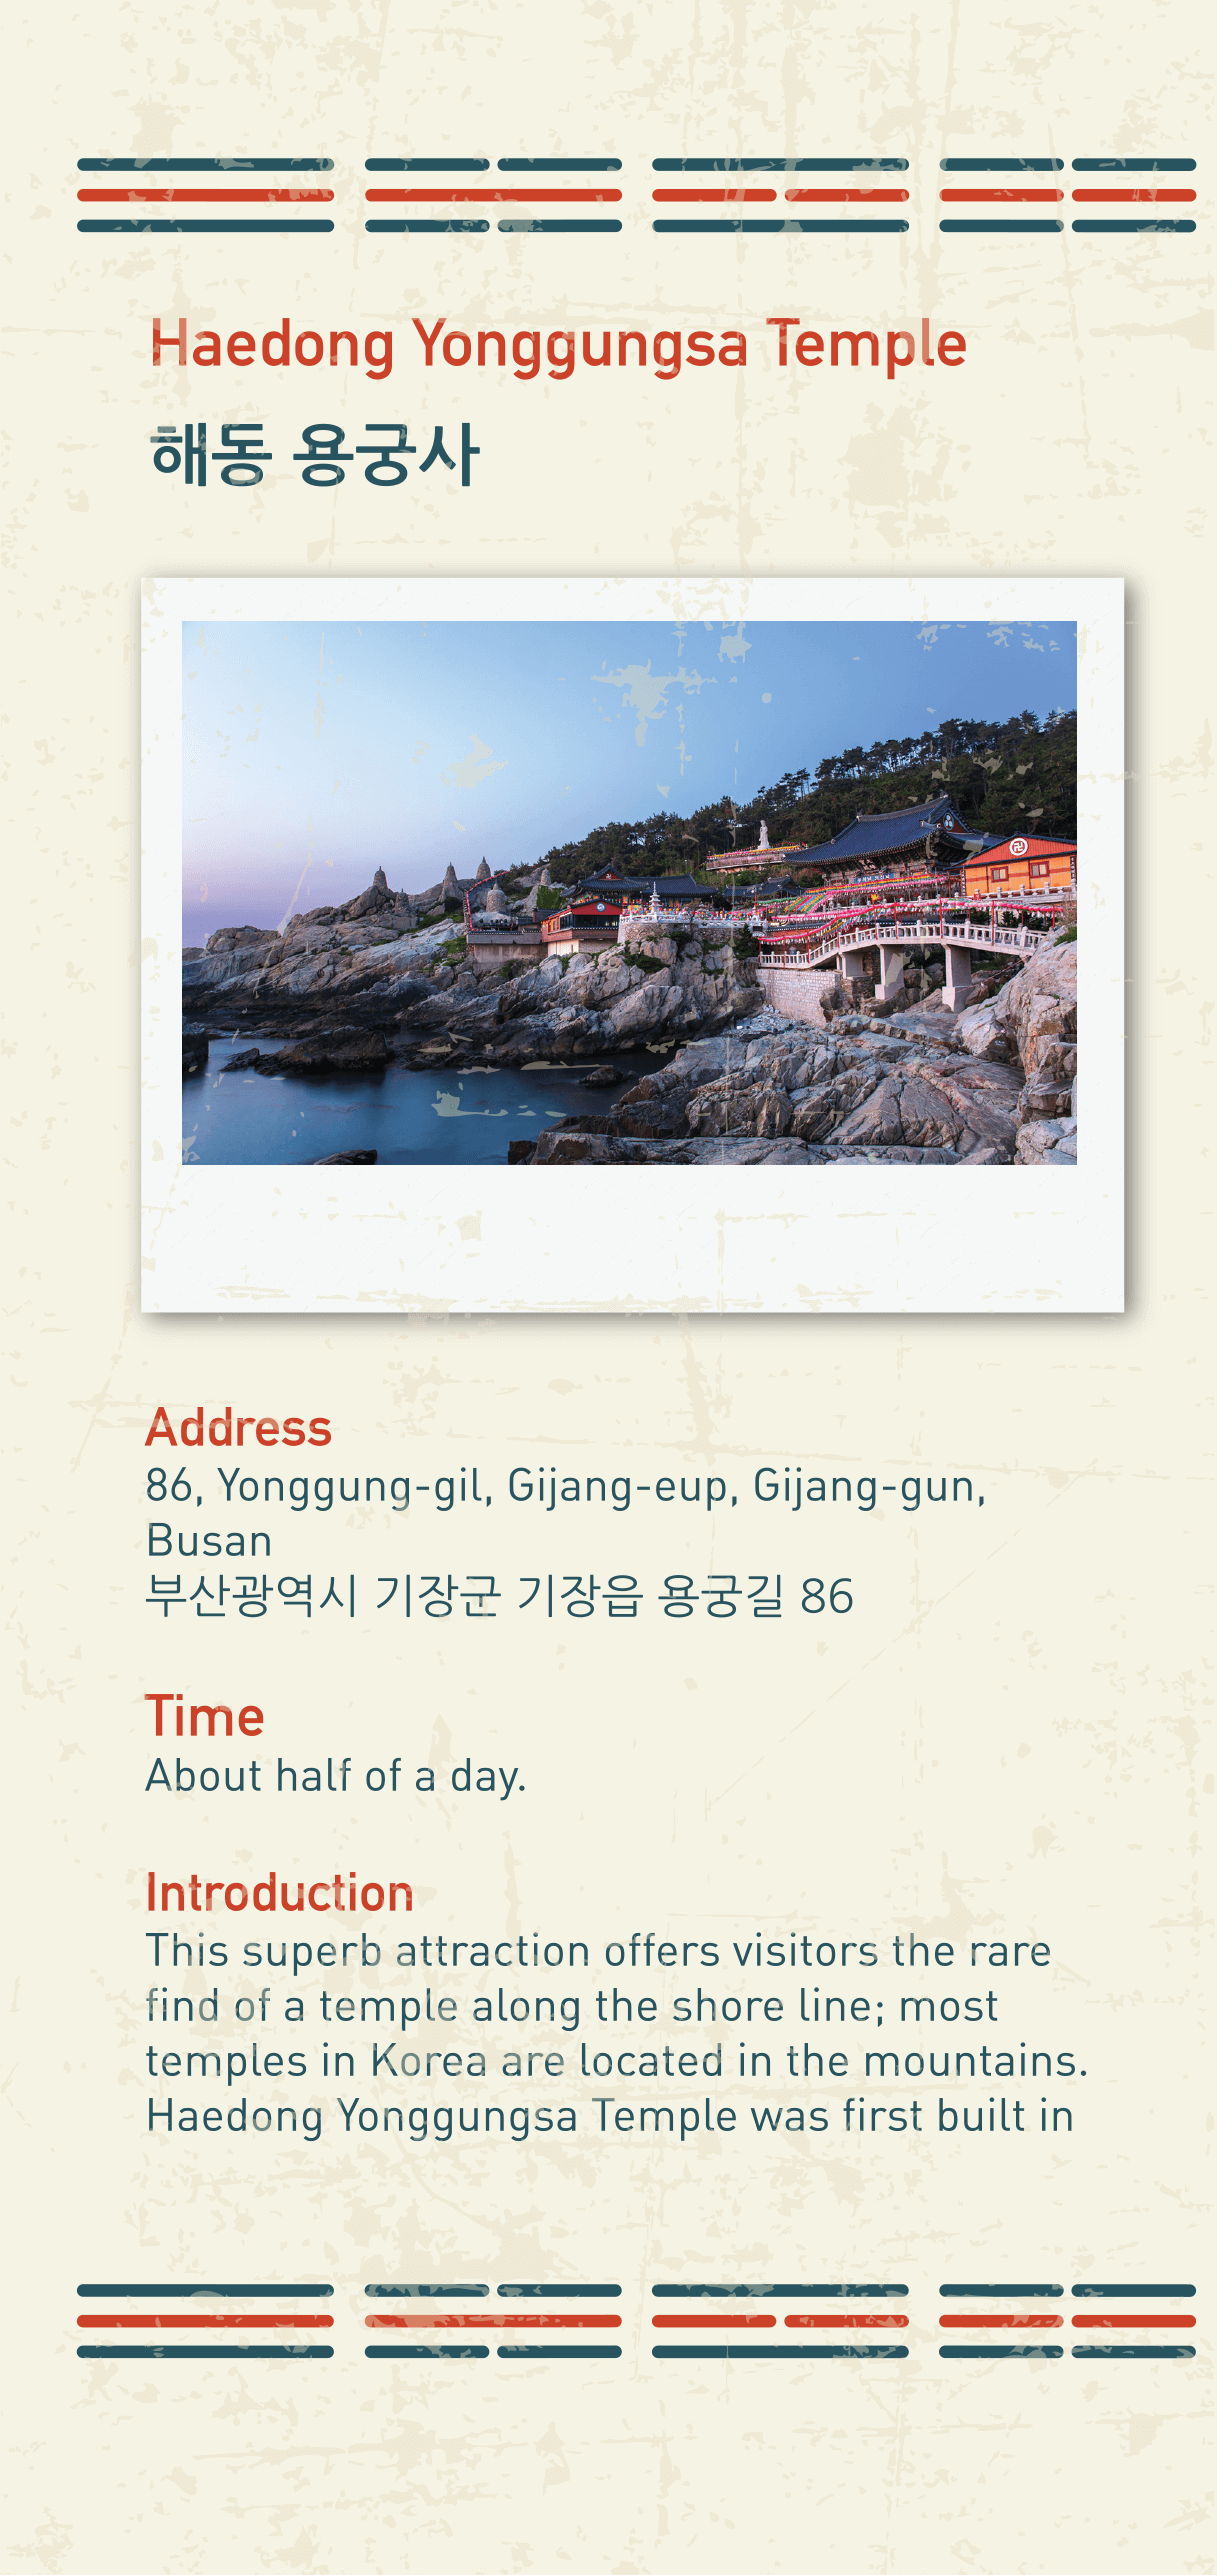 Haedong Yonggungsa Temple
해동 용궁사
Address
86, Yonggung-gil, Gijang-eup, Gijang-gun,
Busan
부산광역시 기장군 기장읍 용궁길 86
Time
About half of a day.
Introduction
This superb attraction offers visitors the rare
find of a temple along the shore line; most
temples in Korea are located in the mountains.
Haedong Yonggungsa Temple was first built in